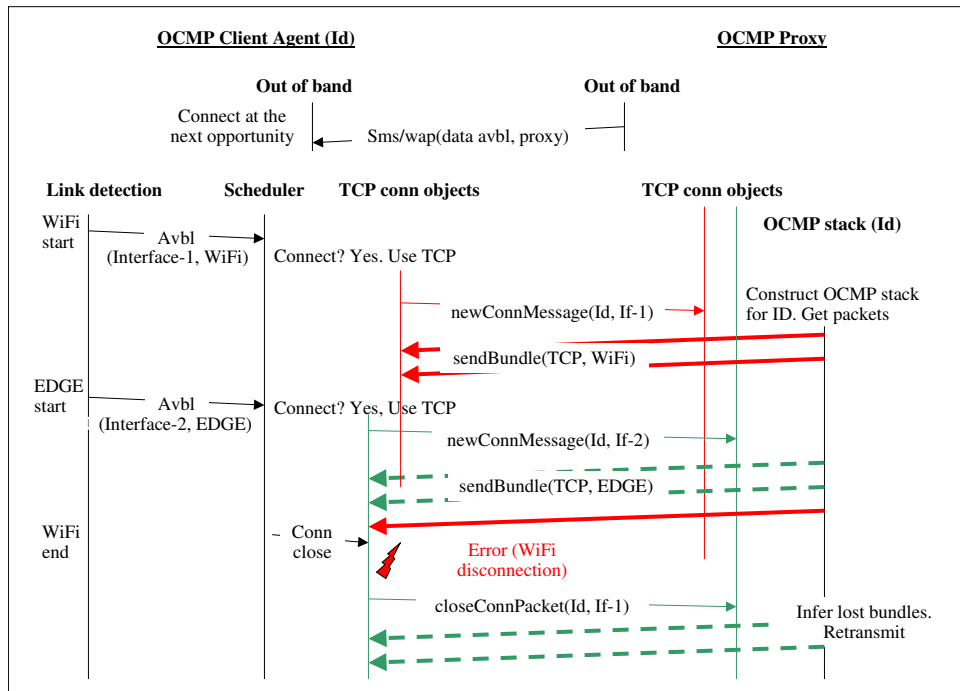 OCMP Client Agent (Id)
OCMP Proxy
Out of band
Out of band
Connect at the
next opportunity
Sms/wap(data avbl, proxy)
Link detection
Scheduler
TCP conn objects
TCP conn objects
WiFi
start
Avbl
(Interface-1, WiFi)
OCMP stack (Id)
Connect? Yes. Use TCP
newConnMessage(Id, If-1)
Construct OCMP stack
for ID. Get packets
sendBundle(TCP, WiFi)
EDGE
start
Avbl
(Interface-2, EDGE)
Connect? Yes, Use TCP
newConnMessage(Id, If-2)
sendBundle(TCP, EDGE)
WiFi
end
Conn
close
Error (WiFi
disconnection)
closeConnPacket(Id, If-1)
Infer lost bundles.
Retransmit